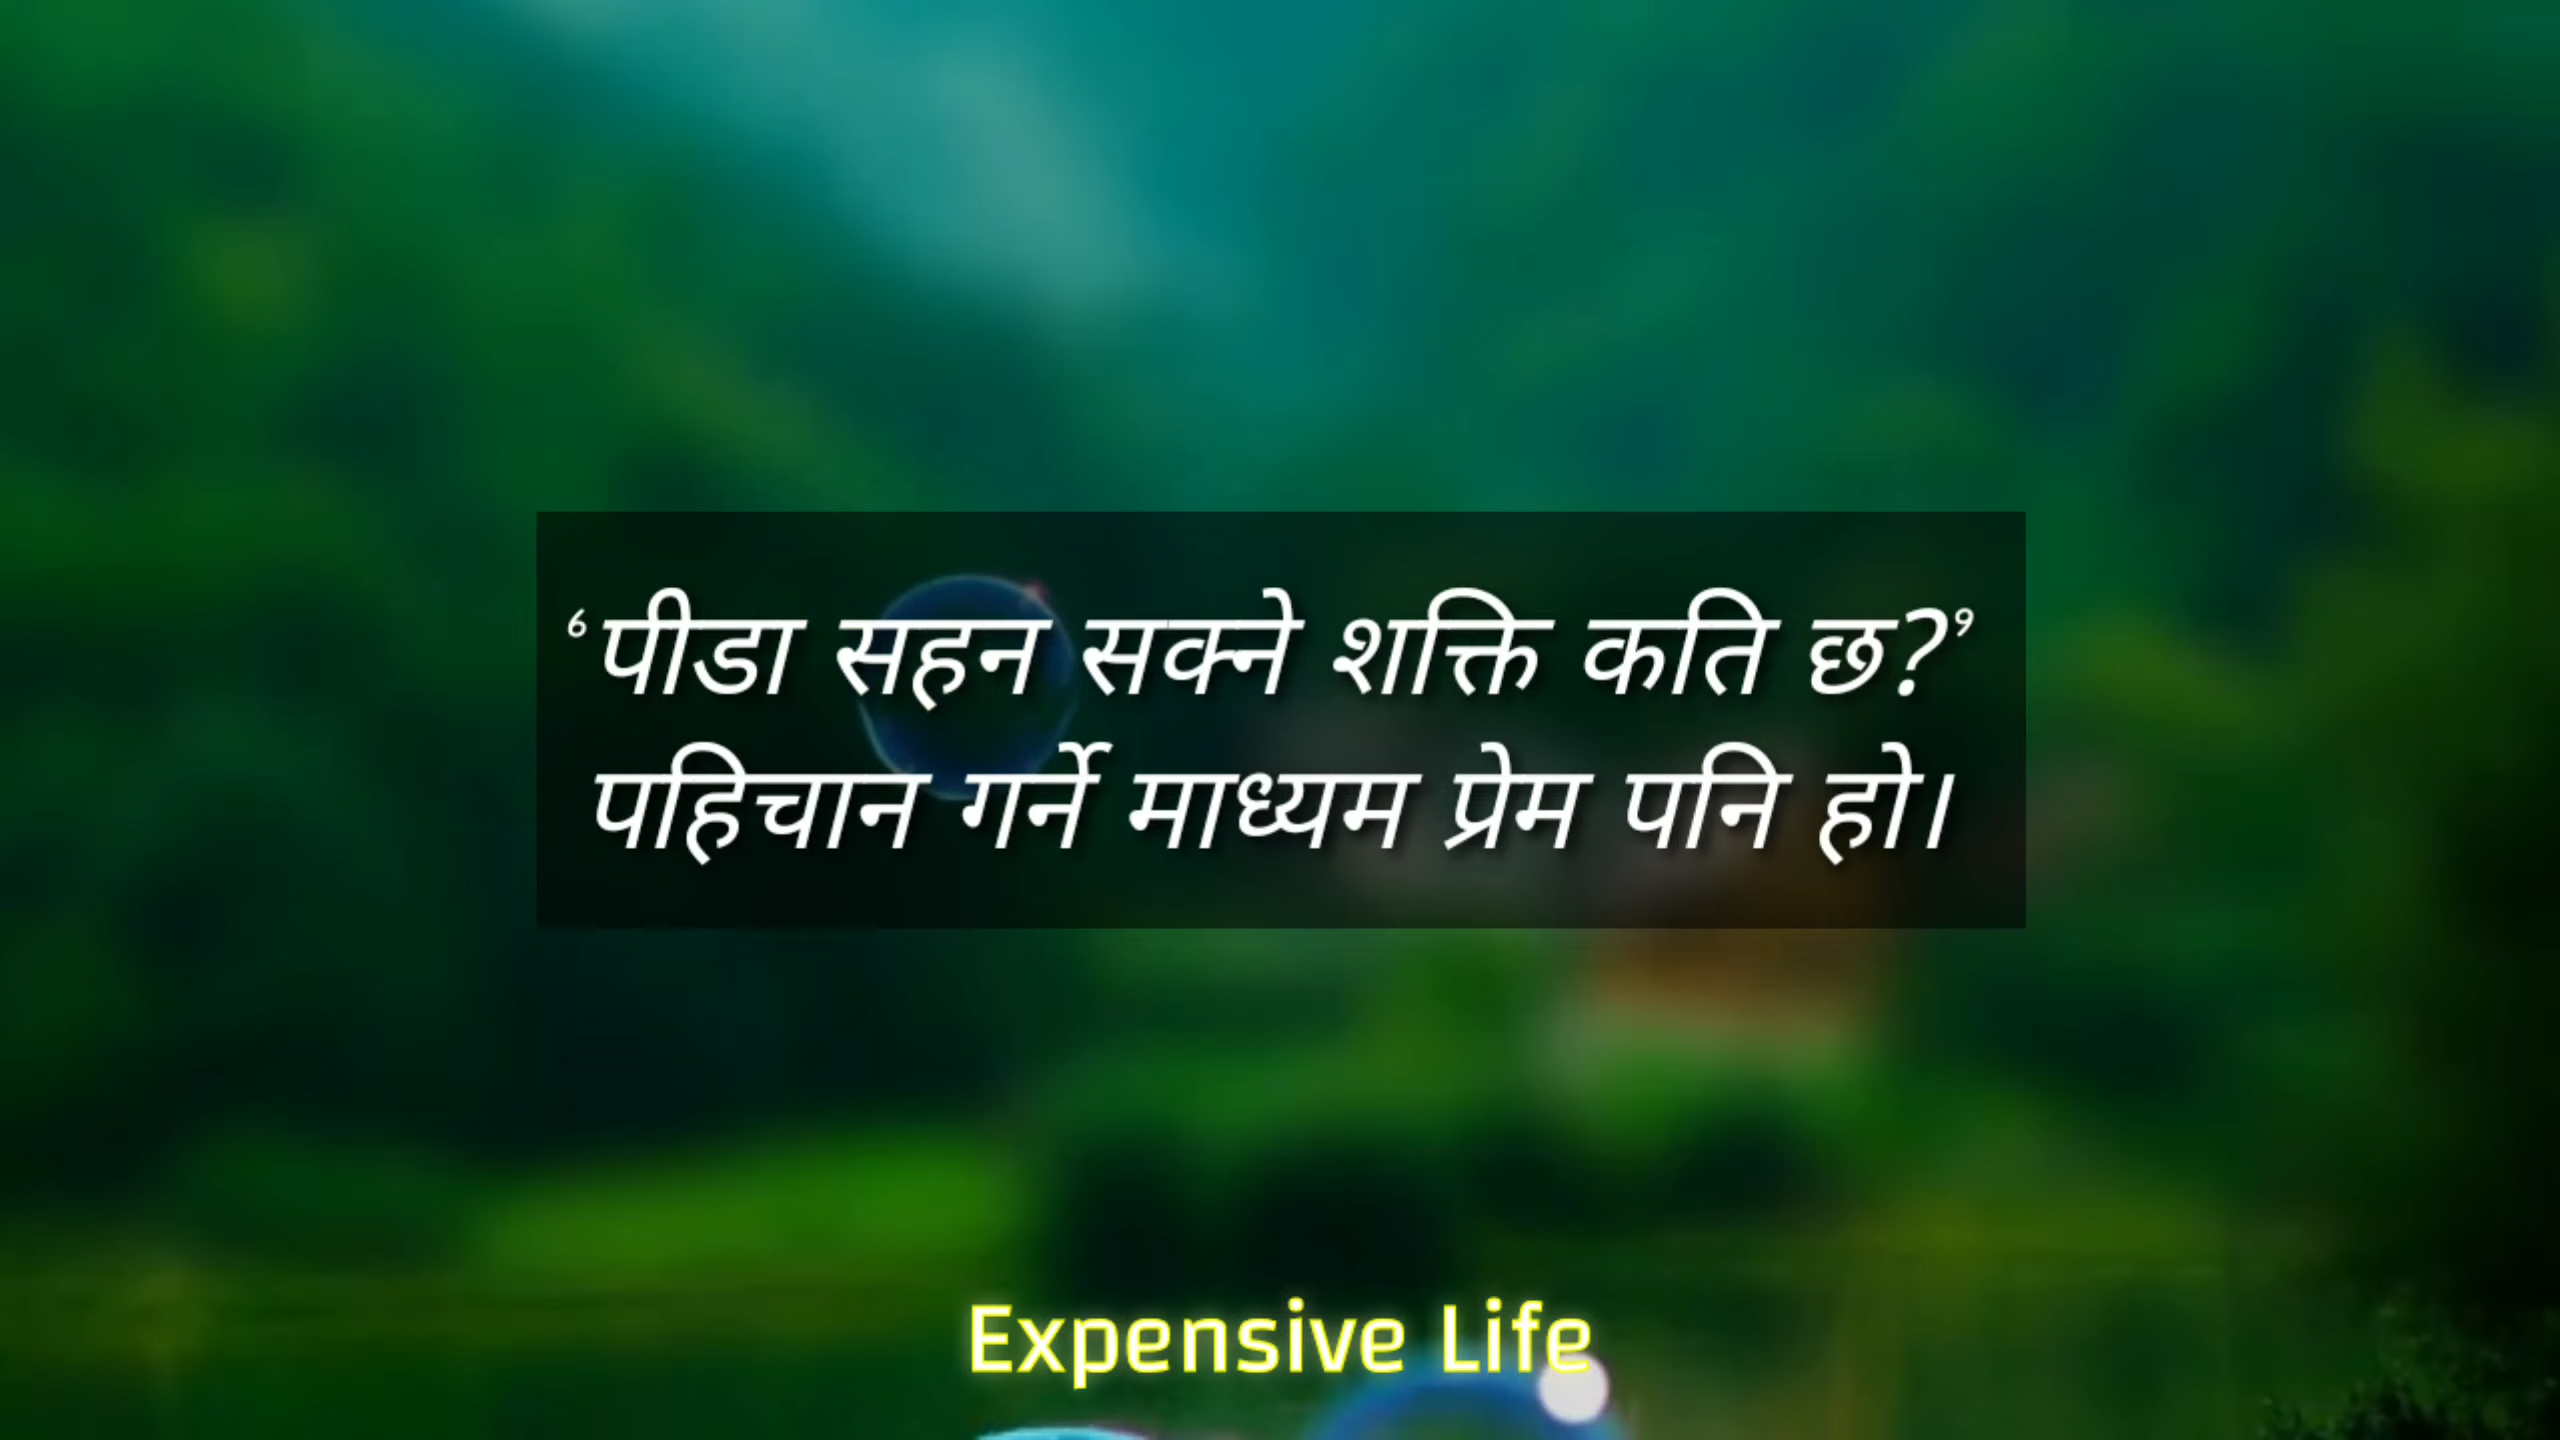 ‘पीडा सहन सक्ने शक्ति कति छ?’
पहिचान गर्ने माध्यम प्रेम पनि हो।
Expensive Life